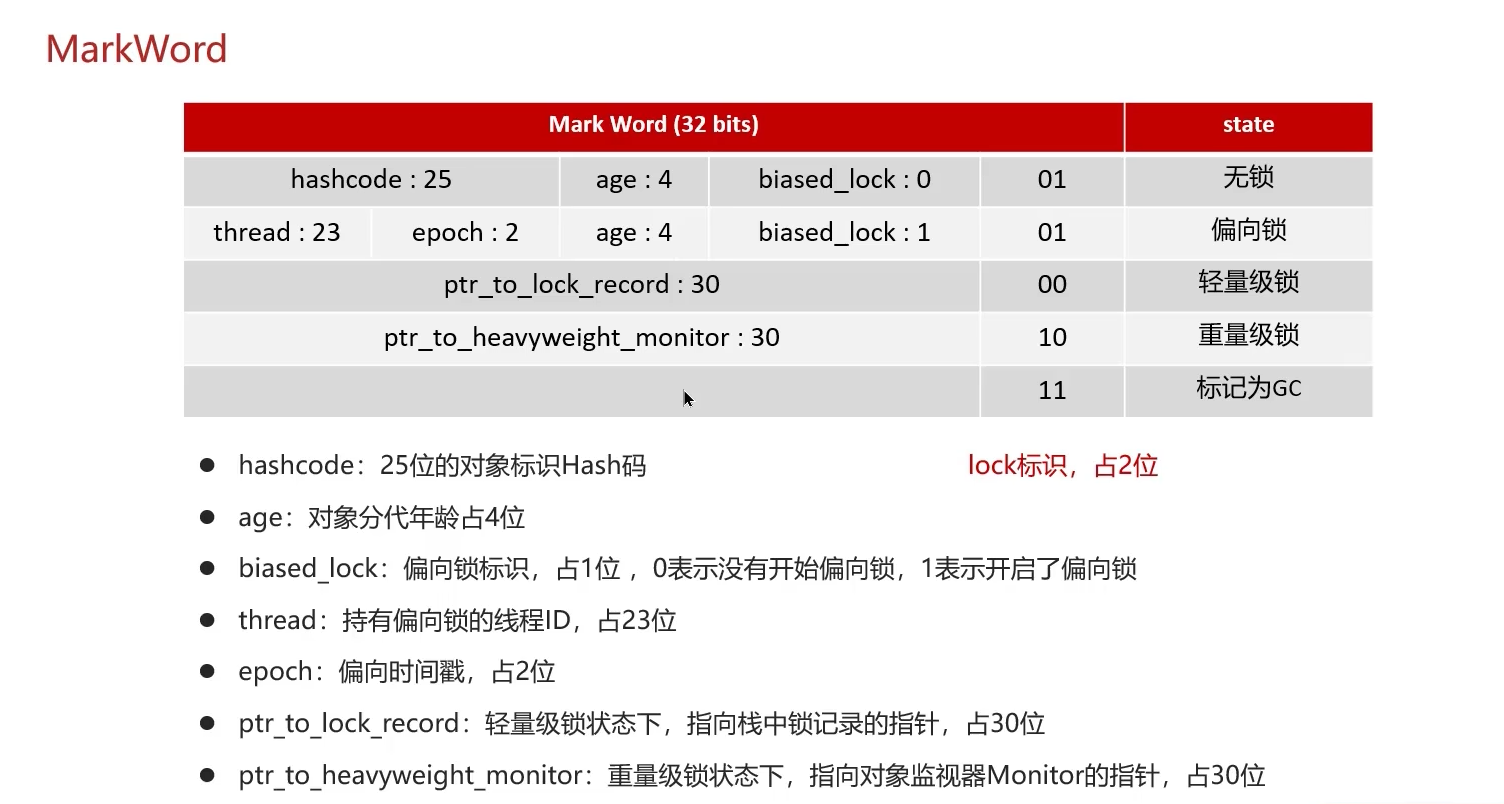 MarkWord
Mark Word (32 bits) state
hashcode : 25 age : 4 biased_lock : 0 01 无锁
thread : 23 epoch : 2 age : 4 biased_lock : 1 01 偏向锁
ptr_to_lock_record : 30 00 轻量级锁
ptr_to_heavyweight_monitor : 30 10 重量级锁
11 标记为GC
● hashcode：25位的对象标识Hash码 lock标识，占2位
● age：对象分代年龄占4位
● biased_lock：偏向锁标识，占1位 ，0表示没有开始偏向锁，1表示开启了偏向锁
● thread：持有偏向锁的线程ID，占23位
● epoch：偏向时间戳，占2位
● ptr_to_lock_record：轻量级锁状态下，指向栈中锁记录的指针，占30位
● ptr_to_heavyweight_monitor：重量级锁状态下，指向对象监视器Monitor的指针，占30位